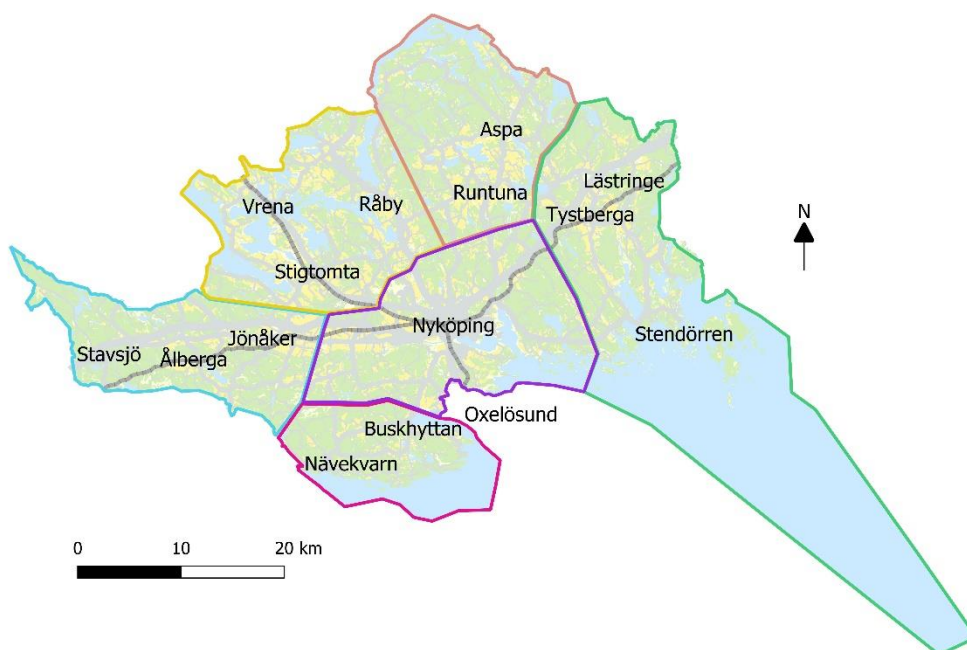 Aspa
Lästringe
Runtuna
Råby
Vrena
Tystberga
N
Stigtomta
Nyköping
Stendörren
Jönåker
Stavsjö
Ålberga
Oxelösund
Buskhyttan
Nävekvarn
0 10 20 km